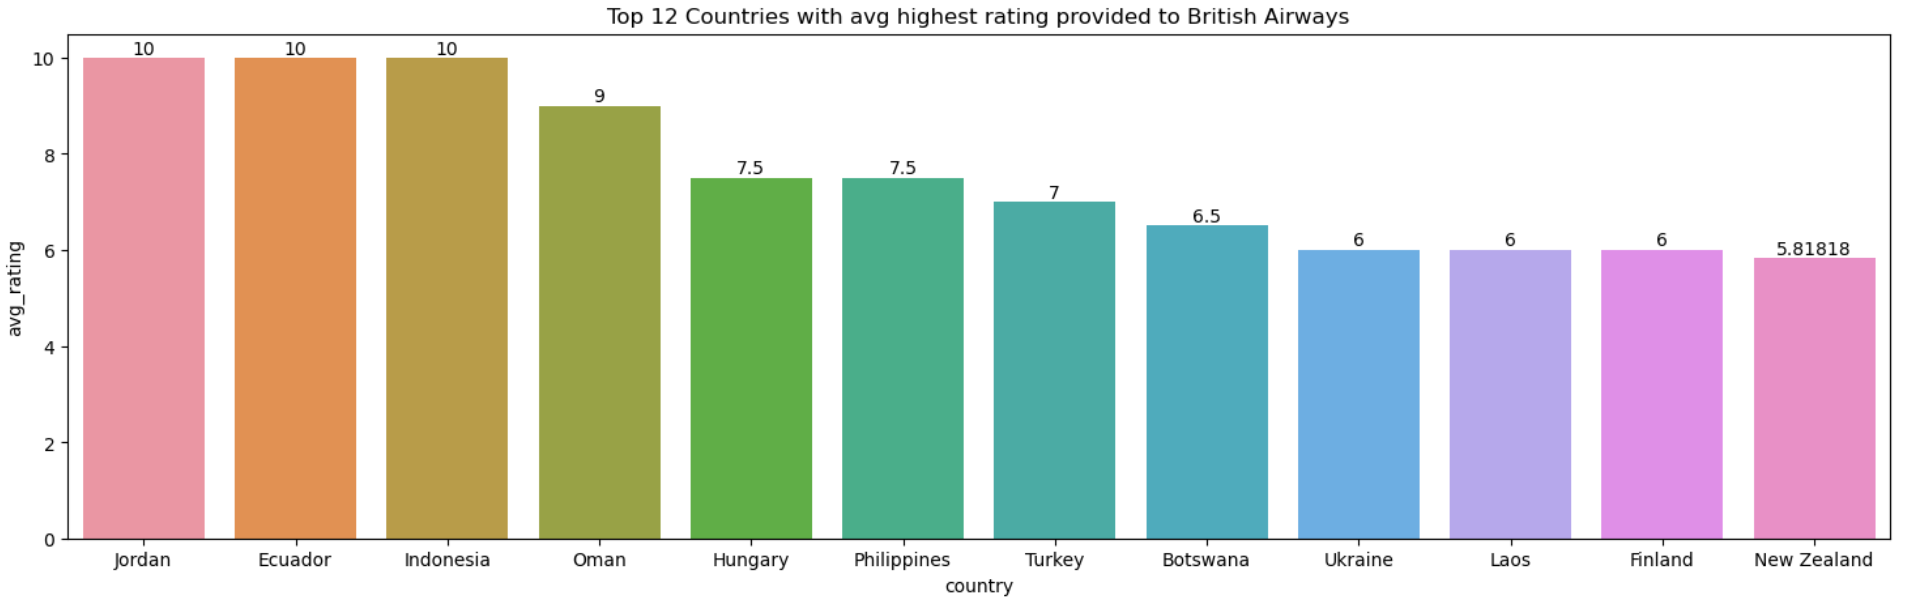 Top 12 Countries with avg highest rating provided to British Airways
10 10 10 9 7.5 7.5 7 6.5 6 6 6 5.81818
avg_rating
10
8
6
4
2
0
Jordan Ecuador Indonesia Oman Hungary Philippines Turkey Botswana Ukraine Laos Finland New Zealand
country